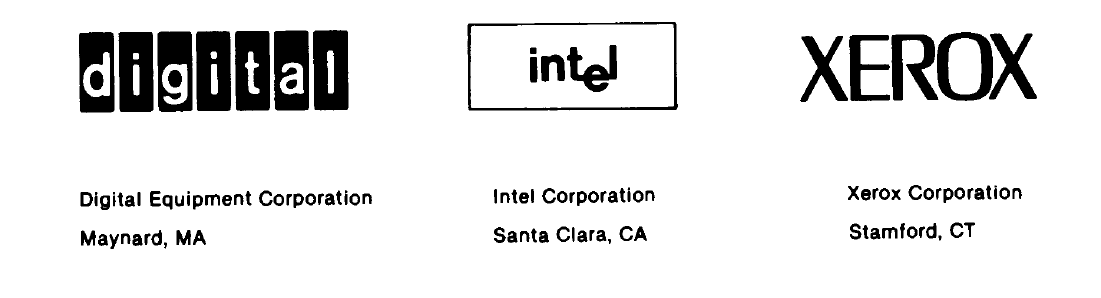 digital
intel
XEROX
Digital Equipment Corporation
Maynard, MA
Intel Corporation
Santa Clara, CA
Xerox Corporation
Stamford, CT